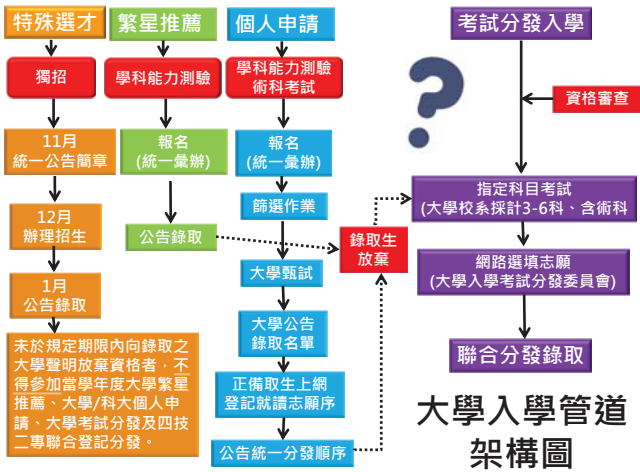 特殊選才
獨招
11月
統一公告簡章
12月
辦理招生
1月
公告錄取
未於規定期限內向錄取之
大學聲明放棄資格者，不
得參加當學年度大學繁星
推薦、大學/科大個人申
請、大學考試分發及四技
二專聯合登記分發。
繁星推薦
學科能力測驗
報名
(統一彙辦)
公告錄取
個人申請
學科能力測驗
術科考試
報名
(統一彙辦)
篩選作業
大學甄試
大學公告
錄取名單
正備取生上網
登記就讀志願序
公告統一分發順序
錄取生
放棄
?
考試分發入學
資格審查
指定科目考試
(大學校系採計3-6科、含術科
網路選填志願
(大學入學考試分發委員會)
聯合分發錄取
大學入學管道
架構圖